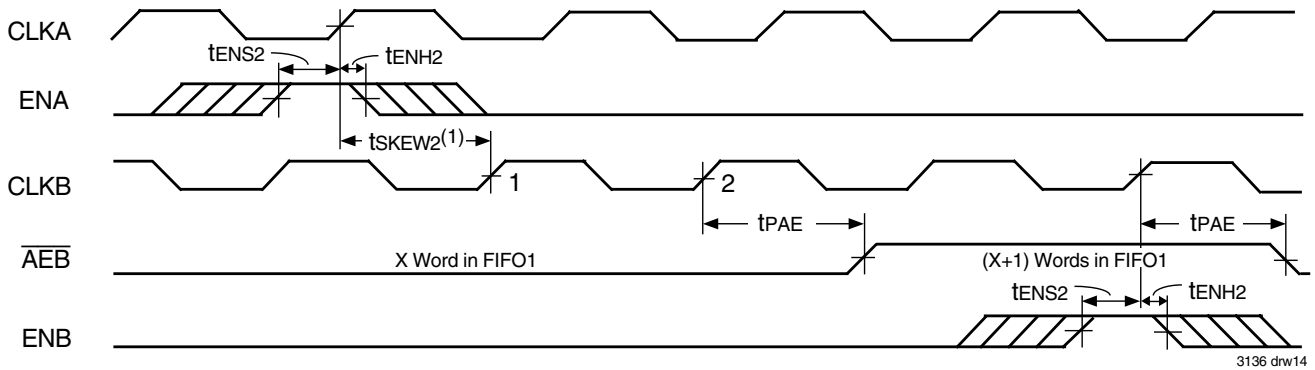 CLKA
tENS2 tENH2
ENA
tSKEW2(1)
CLKB 1 2
tPAE tPAE
AEB X Word in FIFO1 (X+1) Words in FIFO1
tENS2 tENH2
ENB
3136 drw14